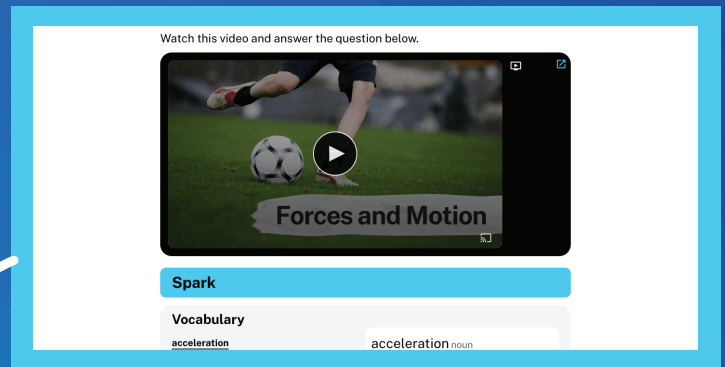 Watch this video and answer the question below.
Forces and Motion
Spark
Vocabulary
acceleration
acceleration noun